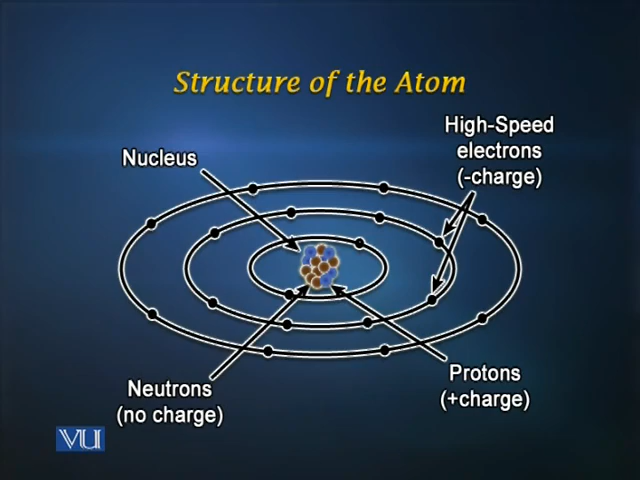 Structure of the Atom
High-Speed
electrons
(-charge)
Nucleus
Neutrons
(no charge)
Protons
(+charge)
VU